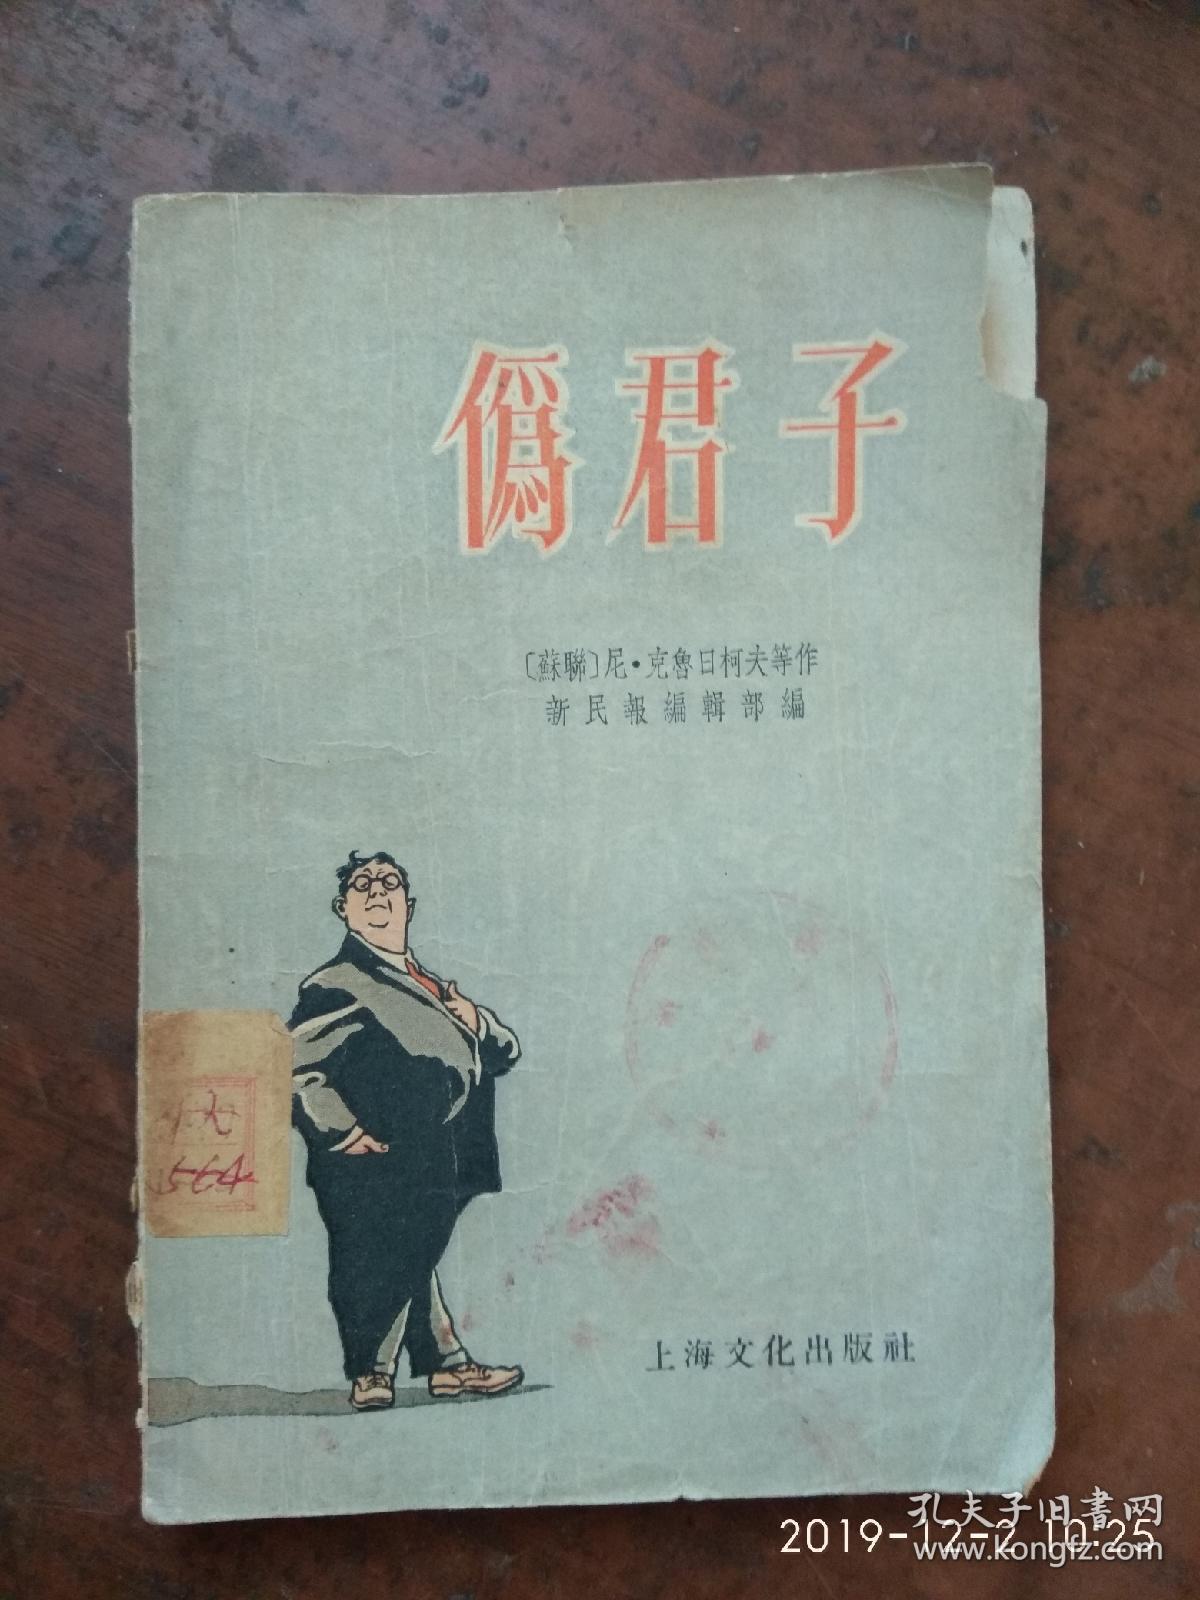 僞君子
〔蘇聯〕尼·克魯日柯夫等作
新民報編輯部編
564
上海文化出版社
孔夫子旧書网
2019-12-2 10:25
www.kongfz.com